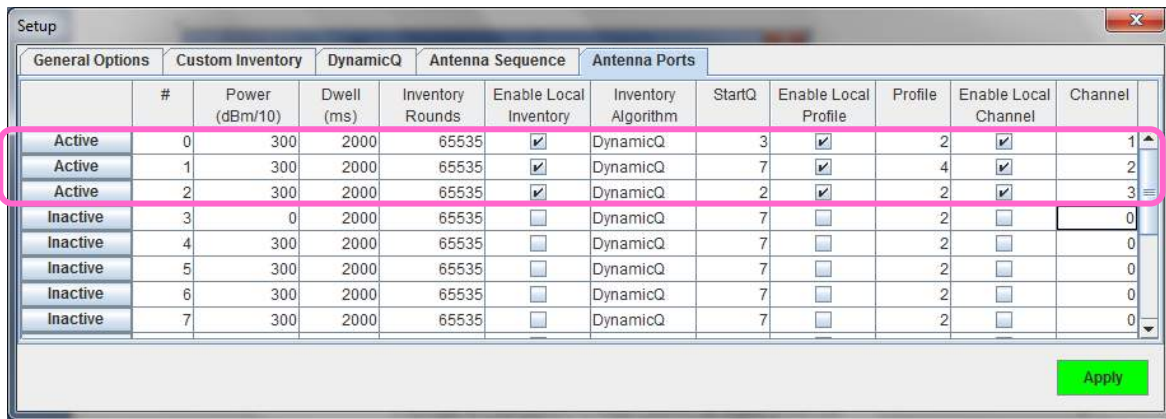 Setup
General Options Custom Inventory DynamicQ Antenna Sequence Antenna Ports
# Power Dwell Inventory Enable Local Inventory StartQ Enable Local Profile Enable Local Channel
(dBm/10) (ms) Rounds Inventory Algorithm Profile Channel
Active 0 300 2000 65535 DynamicQ 3 2 1
Active 1 300 2000 65535 DynamicQ 7 4 2
Active 2 300 2000 65535 DynamicQ 2 2 3
Inactive 3 0 2000 65535 DynamicQ 7 2 0
Inactive 4 300 2000 65535 DynamicQ 7 2 0
Inactive 5 300 2000 65535 DynamicQ 7 2 0
Inactive 6 300 2000 65535 DynamicQ 7 2 0
Inactive 7 300 2000 65535 DynamicQ 7 2 0
Apply